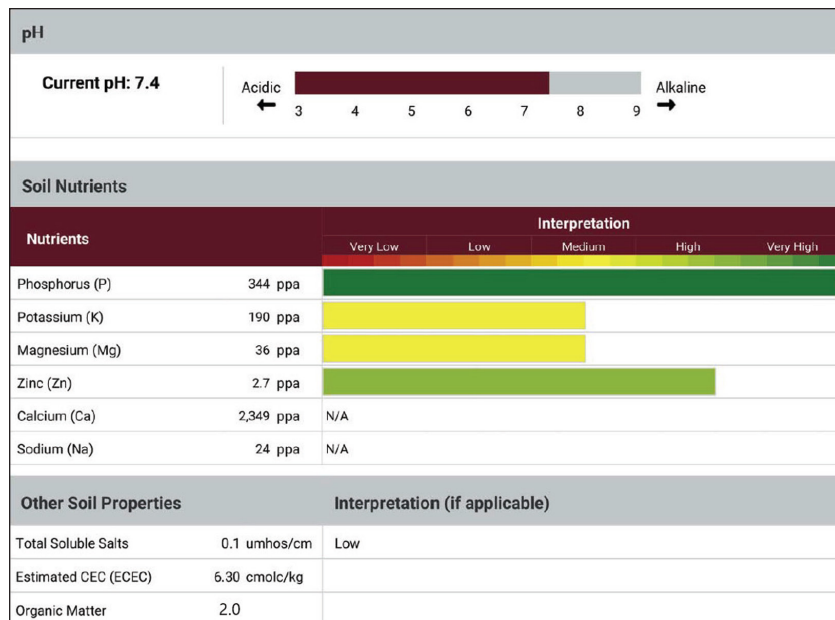 pH
Current pH: 7.4
Acidic
Alkaline
3 4 5 6 7 8 9
Soil Nutrients
Nutrients
Interpretation
Very Low Low Medium High Very High
Phosphorus (P) 344 ppa
Potassium (K) 190 ppa
Magnesium (Mg) 36 ppa
Zinc (Zn) 2.7 ppa
Calcium (Ca) 2,349 ppa N/A
Sodium (Na) 24 ppa N/A
Other Soil Properties Interpretation (if applicable)
Total Soluble Salts 0.1 umhos/cm Low
Estimated CEC (ECEC) 6.30 cmolc/kg
Organic Matter 2.0